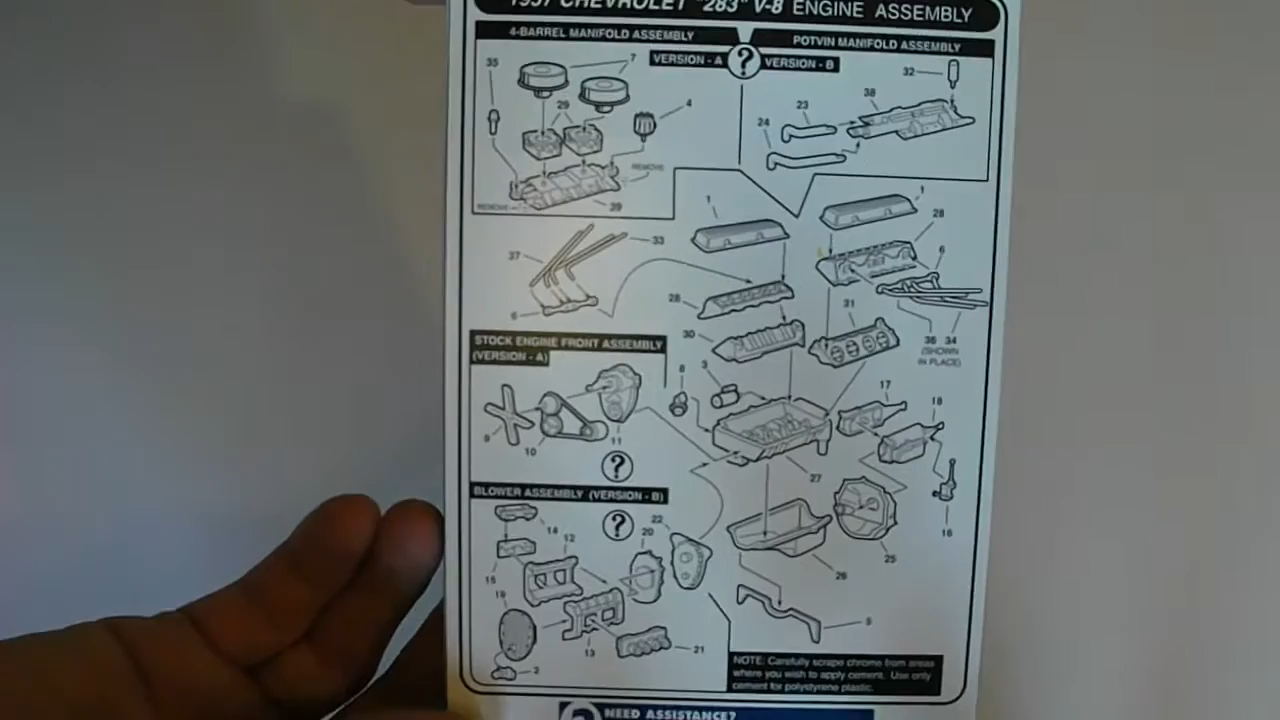 1957 CHEVROLET "283" V-8 ENGINE ASSEMBLY
4-BARREL MANIFOLD ASSEMBLY
POTVIN MANIFOLD ASSEMBLY
VERSION - A ? VERSION - B
35
7
29
4
REMOVE
REMOVE
39
32
38
23
24
1
1
28
6
37
33
6
28
30
31
36 34
(SHOWN
IN PLACE)
STOCK ENGINE FRONT ASSEMBLY
(VERSION - A)
9
10
11
?
8
3
17
18
27
16
25
26
5
BLOWER ASSEMBLY (VERSION - B)
?
14
12
15
19
20
22
13
21
2
NOTE: Carefully scrape chrome from areas
where you wish to apply cement. Use only
cement for polystyrene plastic.
? NEED ASSISTANCE?